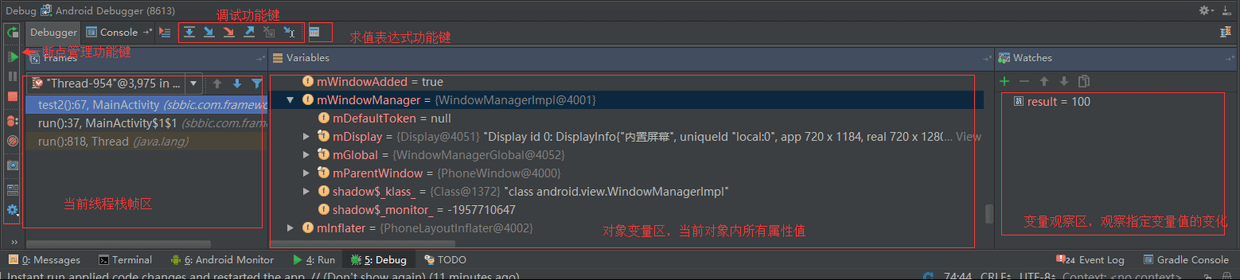 Debug Android Debugger (8613)
调试功能键
Debugger Console
求值表达式功能键
断点管理功能键
Frames
Variables
Watches
"Thread-954"@3,975 in ...
test2():67, MainActivity (sbbic.com.framewo
run():37, MainActivity$1$1 (sbbic.com.fram
run():818, Thread (java.lang)
当前线程栈帧区
mWindowAdded = true
mWindowManager = {WindowManagerImpl@4001}
mDefaultToken = null
mDisplay = {Display@4051} "Display id 0: DisplayInfo{"内置屏幕", uniqueId "local:0", app 720 x 1184, real 720 x 1280... View
mGlobal = {WindowManagerGlobal@4052}
mParentWindow = {PhoneWindow@4000}
shadow$_klass_ = {Class@1372} "class android.view.WindowManagerImpl"
shadow$_monitor_ = -1957710647
mInflater = {PhoneLayoutInflater@4002}
对象变量区，当前对象内所有属性值
result = 100
变量观察区，观察指定变量值的变化
0: Messages Terminal 6: Android Monitor 4: Run 5: Debug TODO
24 Event Log Gradle Console
Instant run applied code changes and restarted the app. // (Don't show again) (11 minutes ago)
74:44 CRLF÷ UTF-8÷ Context: <no context>